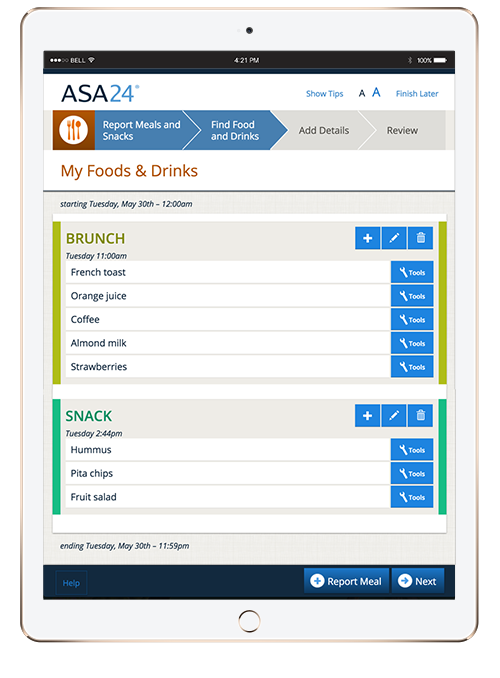 BELL 4:21 PM 100%
ASA24® Show Tips A A Finish Later
Report Meals and Snacks
Find Food and Drinks
Add Details
Review
My Foods & Drinks
starting Tuesday, May 30th – 12:00am
BRUNCH
Tuesday 11:00am
French toast Tools
Orange juice Tools
Coffee Tools
Almond milk Tools
Strawberries Tools
SNACK
Tuesday 2:44pm
Hummus Tools
Pita chips Tools
Fruit salad Tools
ending Tuesday, May 30th – 11:59pm
Help Report Meal Next